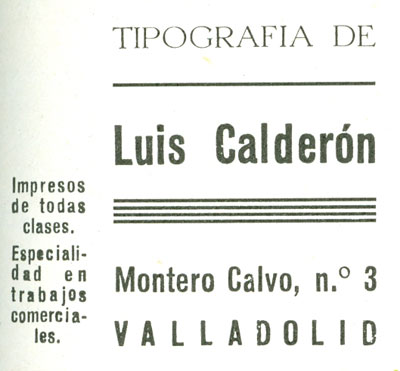 TIPOGRAFIA DE
Luis Calderón
Impresos
de todas
clases.
Especiali-
dad en
trabajos
comercia-
les.
Montero Calvo, n.º 3
VALLADOLID